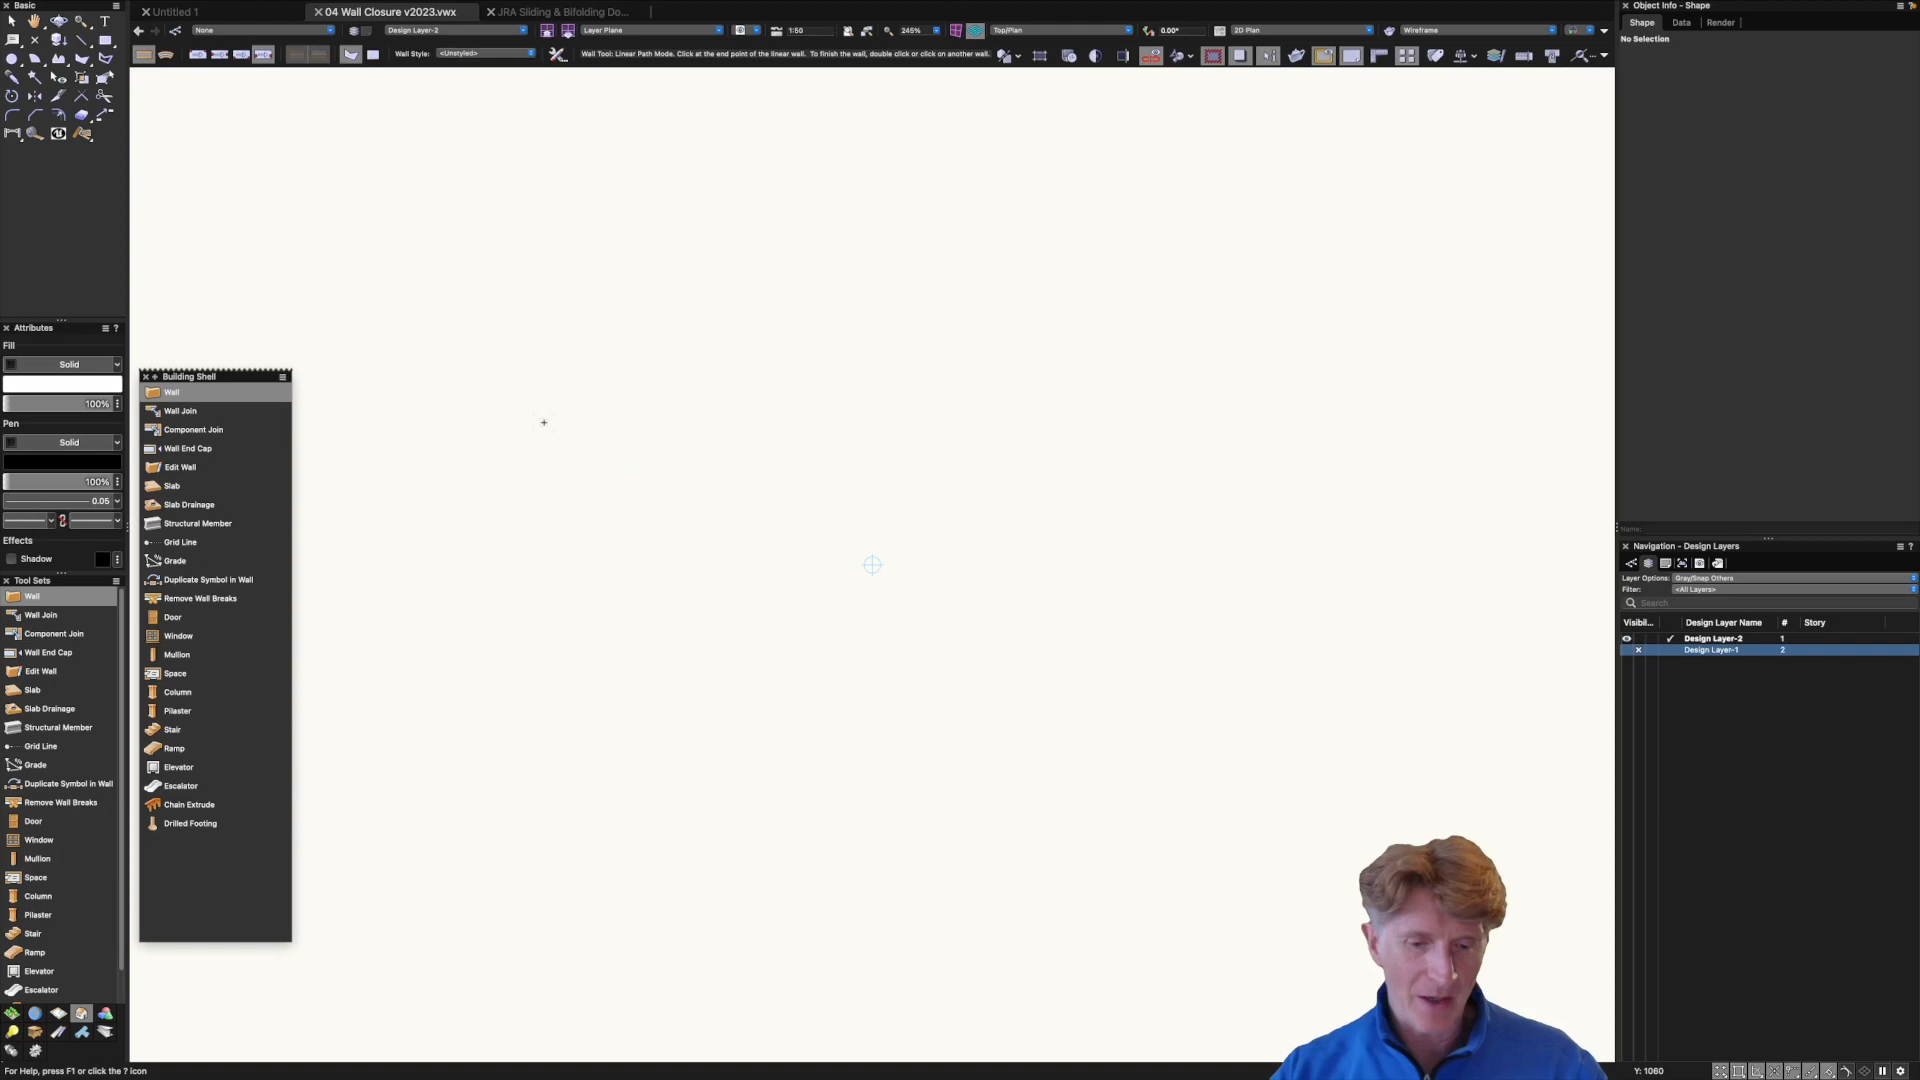 Basic
Untitled 1
04 Wall Closure v2023.vwx
JRA Sliding & Bifolding Do...
Object Info - Shape
None
Design Layer-2
Layer Plane
1:50
245%
Top/Plan
0.00°
2D Plan
Wireframe
Shape
Data
Render
Wall Style:
<Unstyled>
Wall Tool: Linear Path Mode. Click at the end point of the linear wall. To finish the wall, double click or click on another wall.
No Selection
Attributes
Fill
Solid
100%
Pen
Solid
100%
0.05
Effects
Shadow
Tool Sets
Wall
Wall Join
Component Join
Wall End Cap
Edit Wall
Slab
Slab Drainage
Structural Member
Grid Line
Grade
Duplicate Symbol in Wall
Remove Wall Breaks
Door
Window
Mullion
Space
Column
Pilaster
Stair
Ramp
Elevator
Escalator
Building Shell
Wall
Wall Join
Component Join
Wall End Cap
Edit Wall
Slab
Slab Drainage
Structural Member
Grid Line
Grade
Duplicate Symbol in Wall
Remove Wall Breaks
Door
Window
Mullion
Space
Column
Pilaster
Stair
Ramp
Elevator
Escalator
Chain Extrude
Drilled Footing
Name:
Navigation - Design Layers
Layer Options:
Gray/Snap Others
Filter:
<All Layers>
Search
Visibil...
Design Layer Name
#
Story
Design Layer-2
1
Design Layer-1
2
For Help, press F1 or click the ? icon
Y: 1060